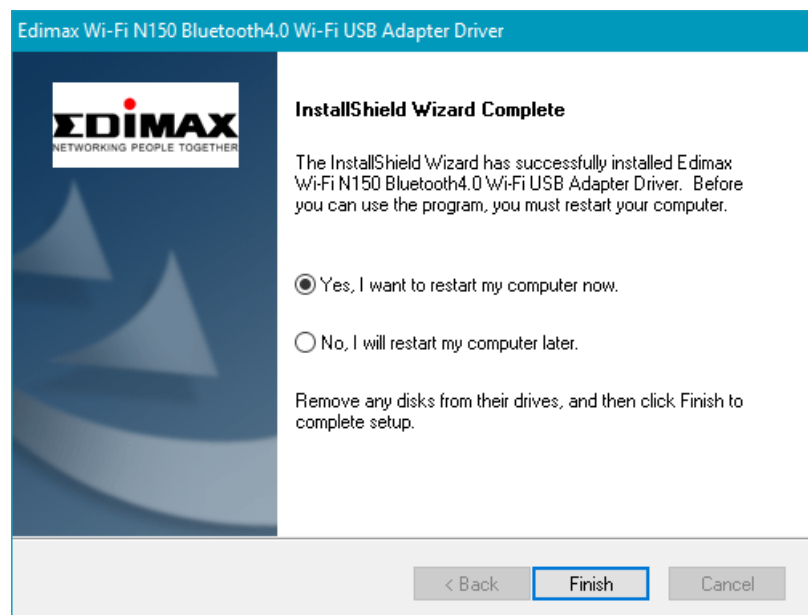 Edimax Wi-Fi N150 Bluetooth4.0 Wi-Fi USB Adapter Driver
EDIMAX
NETWORKING PEOPLE TOGETHER
InstallShield Wizard Complete
The InstallShield Wizard has successfully installed Edimax
Wi-Fi N150 Bluetooth4.0 Wi-Fi USB Adapter Driver. Before
you can use the program, you must restart your computer.
Yes, I want to restart my computer now.
No, I will restart my computer later.
Remove any disks from their drives, and then click Finish to
complete setup.
< Back
Finish
Cancel